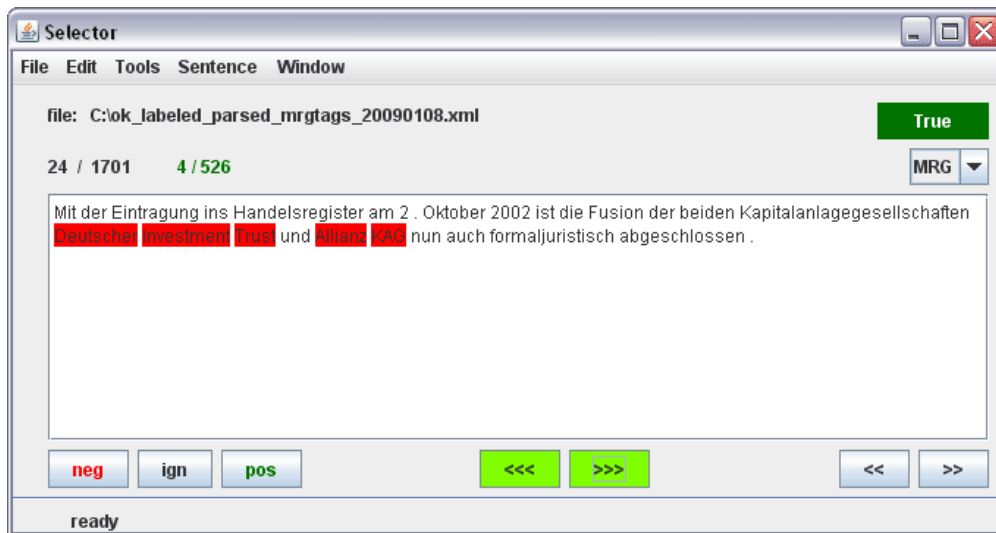 Selector
File Edit Tools Sentence Window
file: C:\ok_labeled_parsed_mrgtags_20090108.xml
True
24 / 1701 4 / 526
MRG
Mit der Eintragung ins Handelsregister am 2 . Oktober 2002 ist die Fusion der beiden Kapitalanlagegesellschaften
Deutscher Investment Trust und Allianz KAG nun auch formaljuristisch abgeschlossen .
neg ign pos <<< >>> << >>
ready